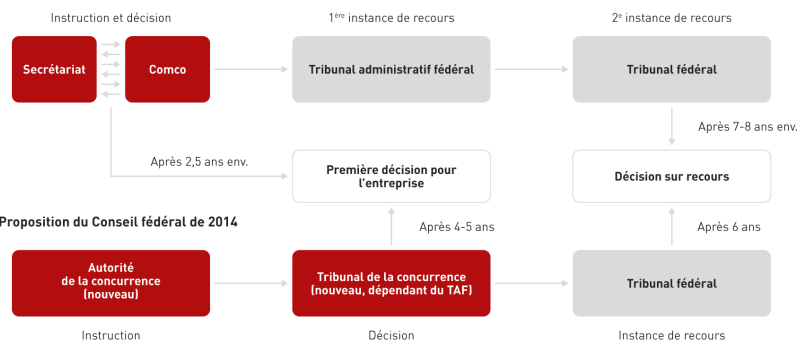 Instruction et décision
1ère instance de recours
2e instance de recours
Secrétariat
Comco
Tribunal administratif fédéral
Tribunal fédéral
Après 7-8 ans env.
Après 2,5 ans env.
Première décision pour
l’entreprise
Décision sur recours
Proposition du Conseil fédéral de 2014
Après 4-5 ans
Après 6 ans
Autorité
de la concurrence
(nouveau)
Tribunal de la concurrence
(nouveau, dépendant du TAF)
Tribunal fédéral
Instruction
Décision
Instance de recours